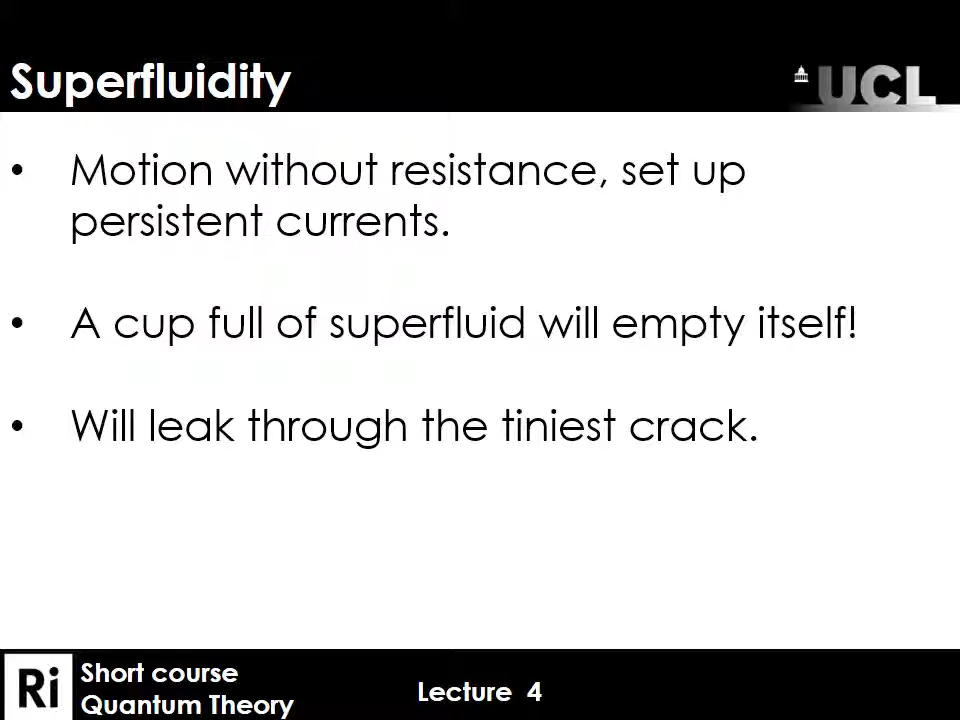 Superfluidity
UCL
• Motion without resistance, set up
persistent currents.
• A cup full of superfluid will empty itself!
• Will leak through the tiniest crack.
Ri
Short course
Quantum Theory
Lecture 4